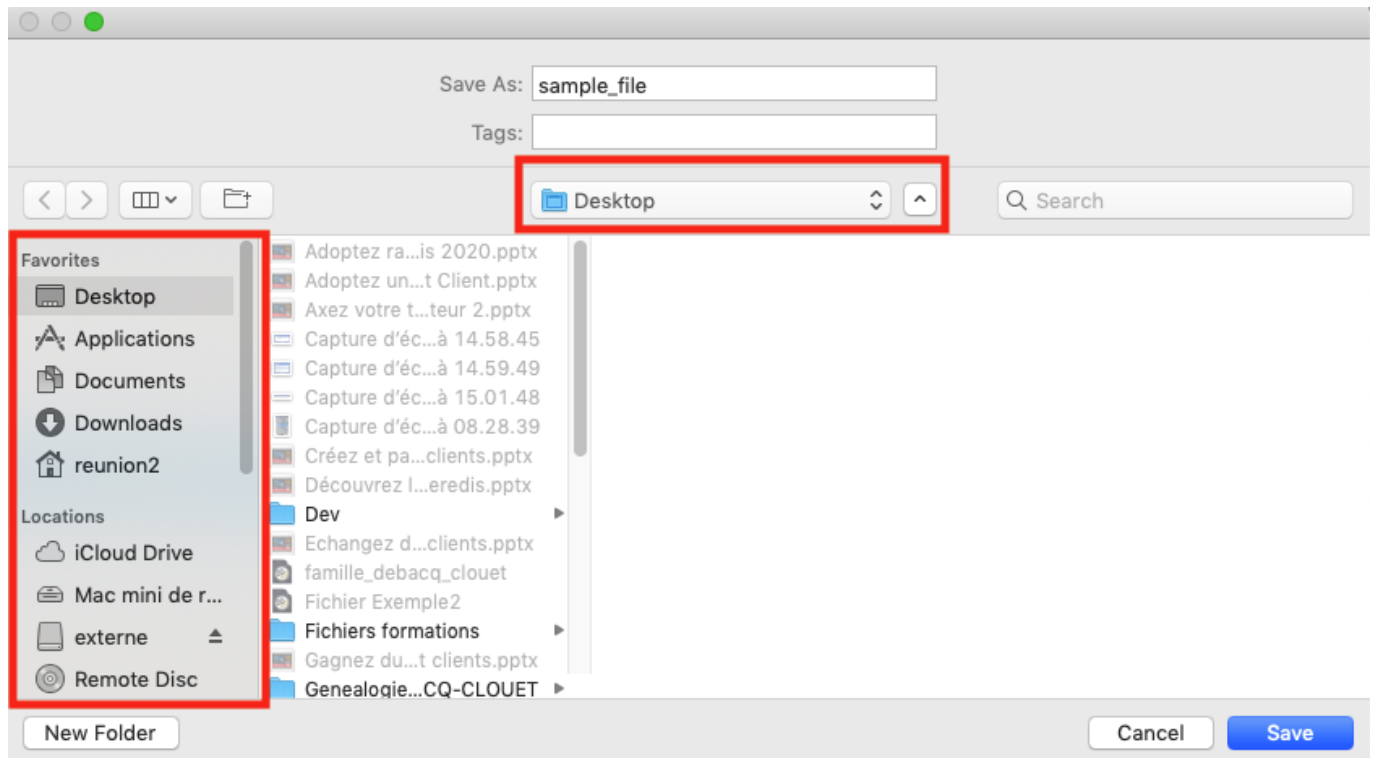 Save As: sample_file
Tags:
Desktop
Search
Favorites
Desktop
Applications
Documents
Downloads
reunion2
Locations
iCloud Drive
Mac mini de r...
externe
Remote Disc
Adoptez ra...is 2020.pptx
Adoptez un...t Client.pptx
Axez votre t...teur 2.pptx
Capture d'éc...à 14.58.45
Capture d'éc...à 14.59.49
Capture d'éc...à 15.01.48
Capture d'éc...à 08.28.39
Créez et pa...clients.pptx
Découvrez l...eredis.pptx
Dev
Echangez d...clients.pptx
famille_debacq_clouet
Fichier Exemple2
Fichiers formations
Gagnez du...t clients.pptx
Genealogie...CQ-CLOUET
New Folder
Cancel
Save